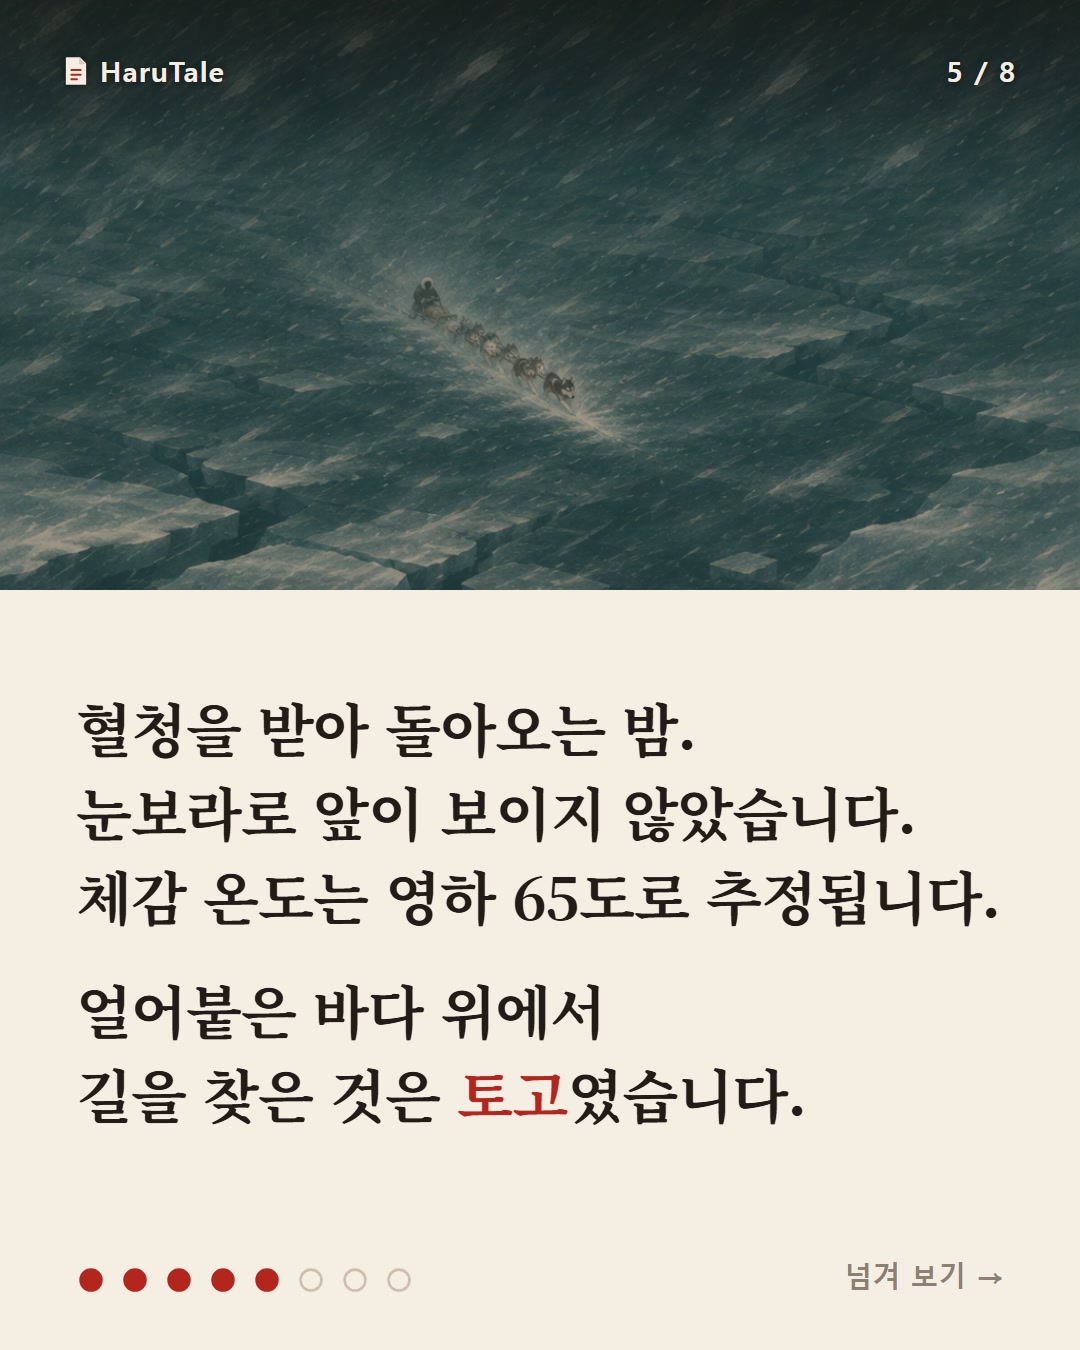 HaruTale
5 / 8
혈청을 받아 돌아오는 밤.
눈보라로 앞이 보이지 않았습니다.
체감 온도는 영하 65도로 추정됩니다.
얼어붙은 바다 위에서
길을 찾은 것은 토고였습니다.
넘겨 보기 →